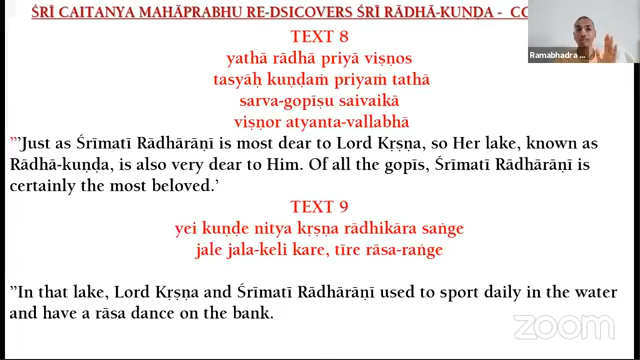 ŚRĪ CAITANYA MAHĀPRABHU RE-DSICOVERS ŚRĪ RĀDHĀ-KUNDA - CC
TEXT 8
yathā rādhā priyā viṣṇos
tasyāḥ kuṇḍaṁ priyaṁ tathā
sarva-gopīṣu saivaikā
viṣṇor atyanta-vallabhā
”’Just as Śrīmatī Rādhārāṇī is most dear to Lord Kṛṣṇa, so Her lake, known as
Rādhā-kuṇḍa, is also very dear to Him. Of all the gopīs, Śrīmatī Rādhārāṇī is
certainly the most beloved.’
TEXT 9
yei kuṇḍe nitya kṛṣṇa rādhikāra saṅge
jale jala-keli kare, tīre rāsa-raṅge
”In that lake, Lord Kṛṣṇa and Śrīmatī Rādhārāṇī used to sport daily in the water
and have a rāsa dance on the bank.
Ramabhadra
zoom